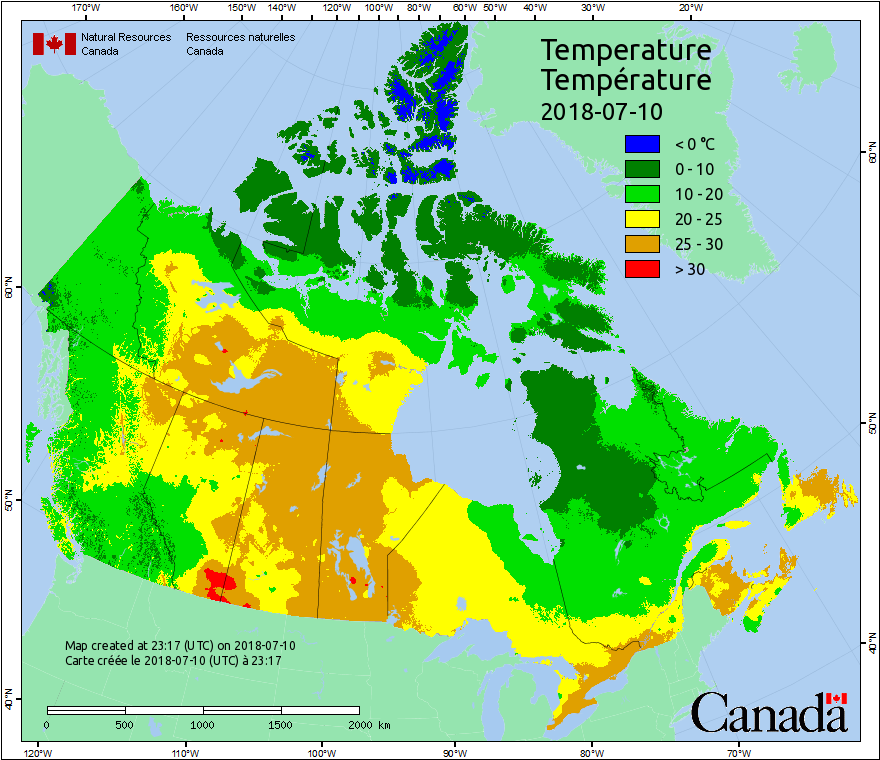 170°W 160°W 150°W 140°W 120°W 100°W 80°W 60°W 50°W 40°W 30°W 20°W
Natural Resources Ressources naturelles
Canada Canada
Temperature
Température
2018-07-10
< 0 °C
0 - 10
10 - 20
20 - 25
25 - 30
> 30
60°N
60°N
50°N
50°N
40°N
40°N
Map created at 23:17 (UTC) on 2018-07-10
Carte créée le 2018-07-10 (UTC) à 23:17
0 500 1000 1500 2000 km
Canada
120°W 110°W 100°W 90°W 80°W 70°W